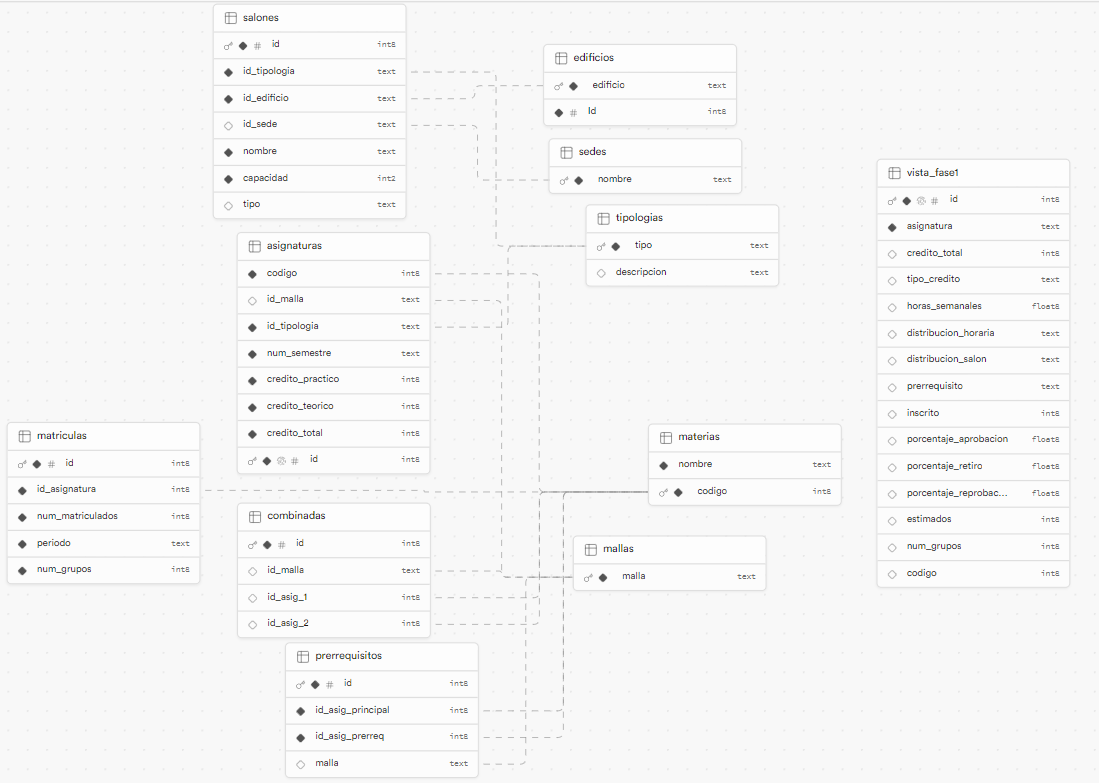 salones
id int8
id_tipologia text
id_edificio text
id_sede text
nombre text
capacidad int2
tipo text
edificios
edificio text
Id int8
sedes
nombre text
tipologias
tipo text
descripcion text
vista_fase1
id int8
asignatura text
credito_total int8
tipo_credito text
horas_semanales float8
distribucion_horaria text
distribucion_salon text
prerrequisito text
inscrito int8
porcentaje_aprobacion float8
porcentaje_retiro float8
porcentaje_reprobac... float8
estimados int8
num_grupos int8
codigo int8
asignaturas
codigo int8
id_malla text
id_tipologia text
num_semestre text
credito_practico int8
credito_teorico int8
credito_total int8
id int8
matriculas
id int8
id_asignatura int8
num_matriculados int8
periodo text
num_grupos int8
materias
nombre text
codigo int8
combinadas
id int8
id_malla text
id_asig_1 int8
id_asig_2 int8
mallas
malla text
prerrequisitos
id int8
id_asig_principal int8
id_asig_prerreq int8
malla text